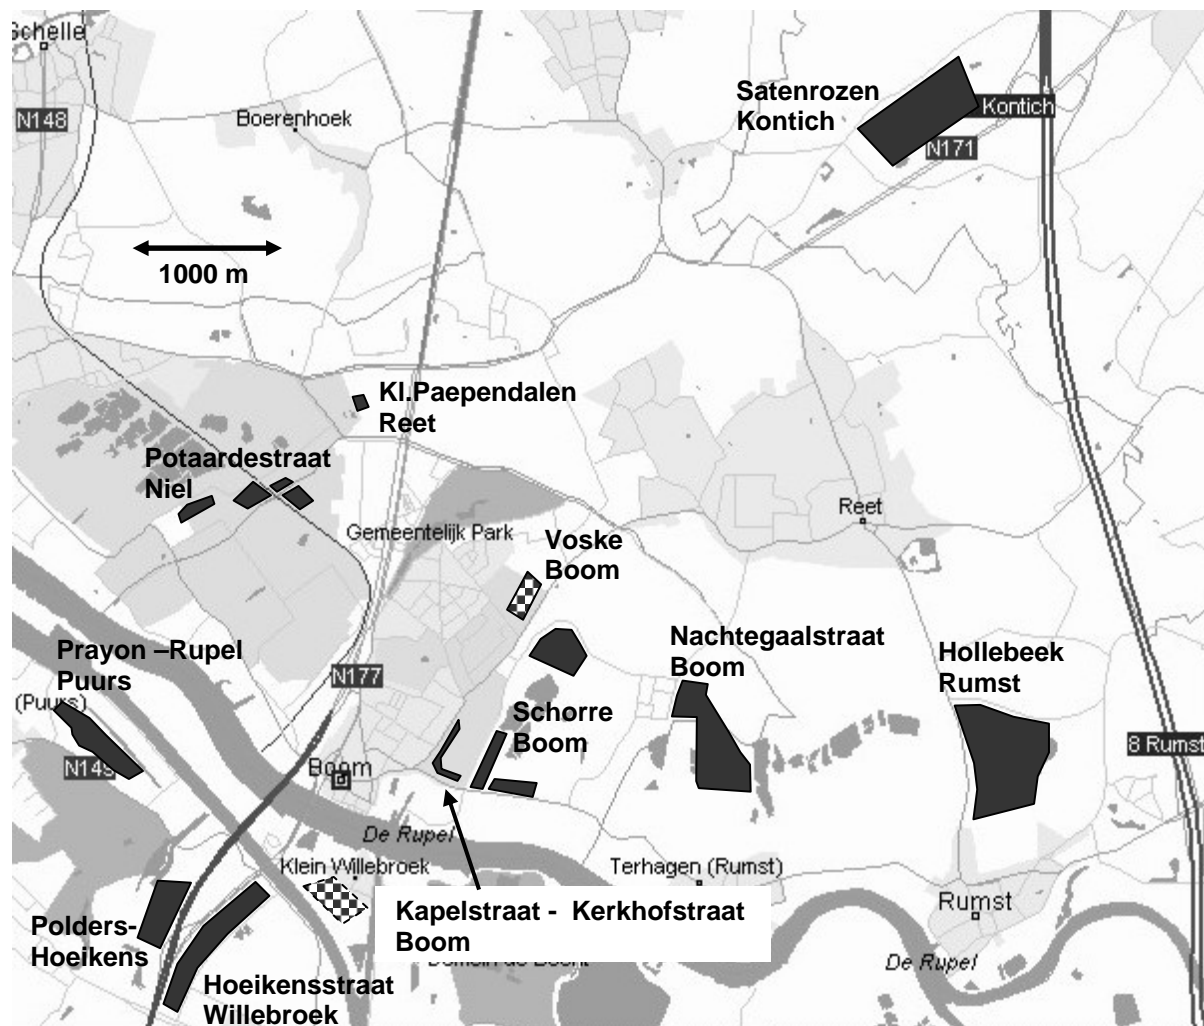 Schelle
N148
Boerenhoek
Satenrozen
Kontich
Kontich
N171
1000 m
Kl.Paependalen
Reet
Potaardestraat
Niel
Reet
Gemeentelijk Park
Voske
Boom
Prayon –Rupel
Puurs
(Puurs)
N177
Nachtegaalstraat
Boom
Hollebeek
Rumst
Schorre
Boom
N149
8 Rumst
Boom
De Rupel
Klein Willebroek
Terhagen (Rumst)
Kapelstraat - Kerkhofstraat
Boom
Rumst
Polders-
Hoeikens
De Rupel
Hoeikensstraat
Willebroek